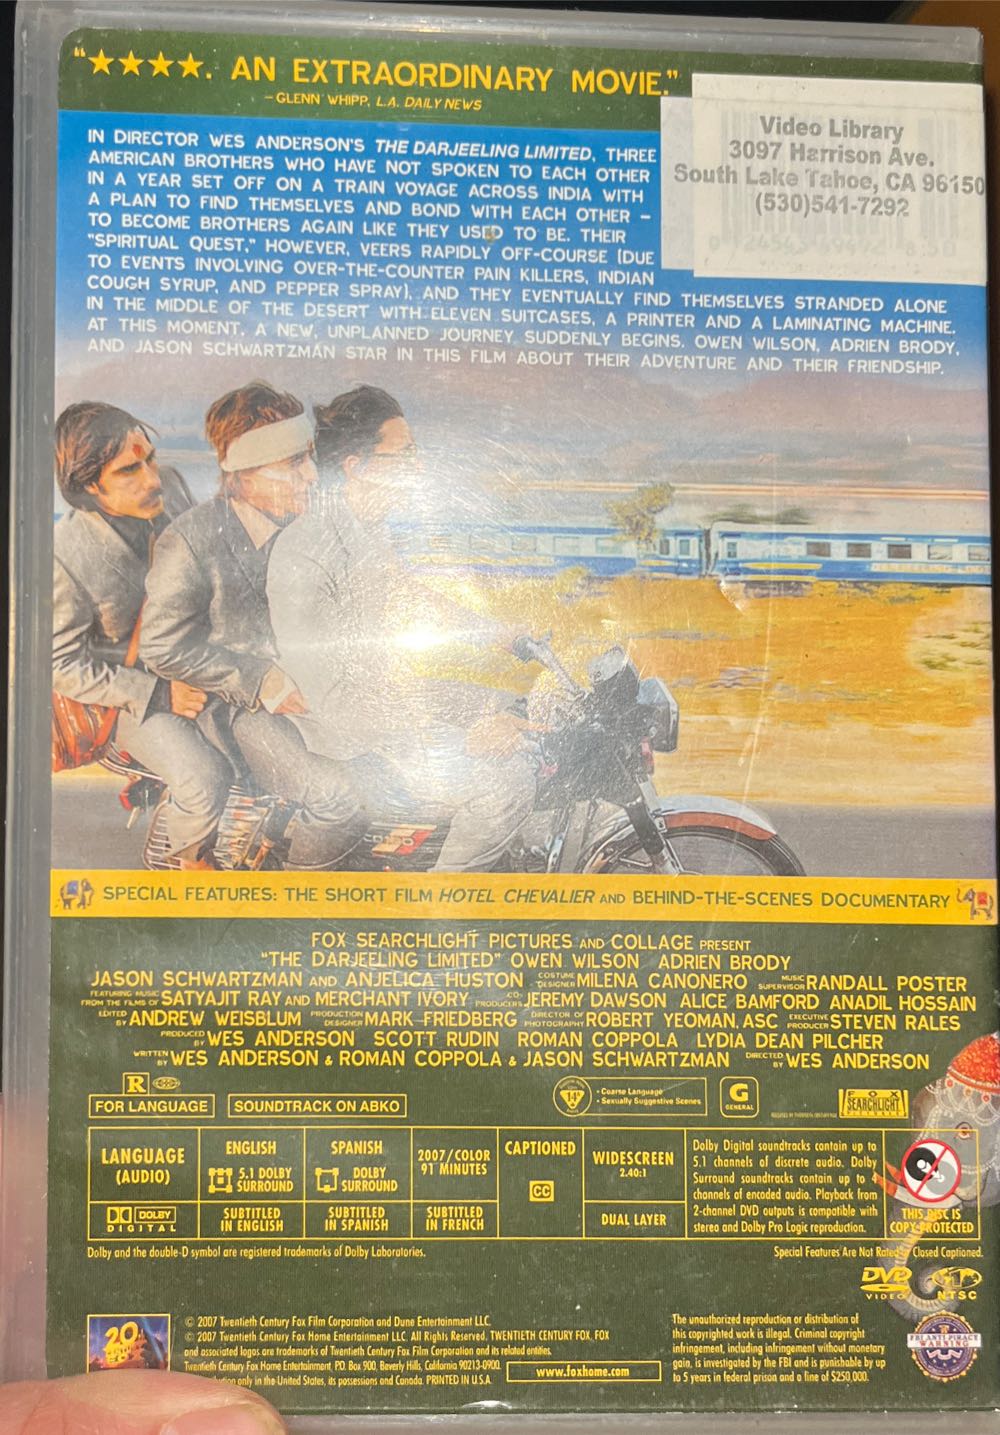 "★★★★. AN EXTRAORDINARY MOVIE."
– GLENN WHIPP, L.A. DAILY NEWS
Video Library
3097 Harrison Ave.
South Lake Tahoe, CA 96150
(530)541-7292
IN DIRECTOR WES ANDERSON'S THE DARJEELING LIMITED, THREE
AMERICAN BROTHERS WHO HAVE NOT SPOKEN TO EACH OTHER
IN A YEAR SET OFF ON A TRAIN VOYAGE ACROSS INDIA WITH
A PLAN TO FIND THEMSELVES AND BOND WITH EACH OTHER –
TO BECOME BROTHERS AGAIN LIKE THEY USED TO BE. THEIR
"SPIRITUAL QUEST," HOWEVER, VEERS RAPIDLY OFF-COURSE (DUE
TO EVENTS INVOLVING OVER-THE-COUNTER PAIN KILLERS, INDIAN
COUGH SYRUP, AND PEPPER SPRAY), AND THEY EVENTUALLY FIND THEMSELVES STRANDED ALONE
IN THE MIDDLE OF THE DESERT WITH ELEVEN SUITCASES, A PRINTER AND A LAMINATING MACHINE.
AT THIS MOMENT, A NEW, UNPLANNED JOURNEY SUDDENLY BEGINS. OWEN WILSON, ADRIEN BRODY,
AND JASON SCHWARTZMAN STAR IN THIS FILM ABOUT THEIR ADVENTURE AND THEIR FRIENDSHIP.
SPECIAL FEATURES: THE SHORT FILM HOTEL CHEVALIER AND BEHIND-THE-SCENES DOCUMENTARY
FOX SEARCHLIGHT PICTURES AND COLLAGE PRESENT
"THE DARJEELING LIMITED" OWEN WILSON ADRIEN BRODY
JASON SCHWARTZMAN AND ANJELICA HUSTON COSTUME DESIGNER MILENA CANONERO MUSIC SUPERVISOR RANDALL POSTER
FEATURING MUSIC FROM THE FILMS OF SATYAJIT RAY AND MERCHANT IVORY CO-PRODUCERS JEREMY DAWSON ALICE BAMFORD ANADIL HOSSAIN
EDITED BY ANDREW WEISBLUM PRODUCTION DESIGNER MARK FRIEDBERG DIRECTOR OF PHOTOGRAPHY ROBERT YEOMAN, ASC EXECUTIVE PRODUCER STEVEN RALES
PRODUCED BY WES ANDERSON SCOTT RUDIN ROMAN COPPOLA LYDIA DEAN PILCHER
WRITTEN BY WES ANDERSON & ROMAN COPPOLA & JASON SCHWARTZMAN DIRECTED BY WES ANDERSON
R
FOR LANGUAGE
SOUNDTRACK ON ABKO
14+
• Coarse Language
• Sexually Suggestive Scenes
G
GENERAL
FOX
SEARCHLIGHT
PICTURES
LANGUAGE
(AUDIO)
ENGLISH
5.1 DOLBY
SURROUND
SPANISH
DOLBY
SURROUND
2007/COLOR
91 MINUTES
CAPTIONED
CC
WIDESCREEN
2.40:1
DOLBY
DIGITAL
SUBTITLED
IN ENGLISH
SUBTITLED
IN SPANISH
SUBTITLED
IN FRENCH
DUAL LAYER
Dolby Digital soundtracks contain up to
5.1 channels of discrete audio. Dolby
Surround soundtracks contain up to 4
channels of encoded audio. Playback from
2-channel DVD outputs is compatible with
stereo and Dolby Pro Logic reproduction.
THIS DISC IS
COPY PROTECTED
Dolby and the double-D symbol are registered trademarks of Dolby Laboratories.
Special Features Are Not Rated or Closed Captioned.
DVD
VIDEO
NTSC
© 2007 Twentieth Century Fox Film Corporation and Dune Entertainment LLC.
© 2007 Twentieth Century Fox Home Entertainment LLC. All Rights Reserved. TWENTIETH CENTURY FOX, FOX
and associated logos are trademarks of Twentieth Century Fox Film Corporation and its related entities.
Twentieth Century Fox Home Entertainment, P.O. Box 900, Beverly Hills, California 90213-0900.
only in the United States, its possessions and Canada. PRINTED IN U.S.A.
www.foxhome.com
The unauthorized reproduction or distribution of
this copyrighted work is illegal. Criminal copyright
infringement, including infringement without monetary
gain, is investigated by the FBI and is punishable by up
to 5 years in federal prison and a fine of $250,000.
FBI ANTI-PIRACY
WARNING